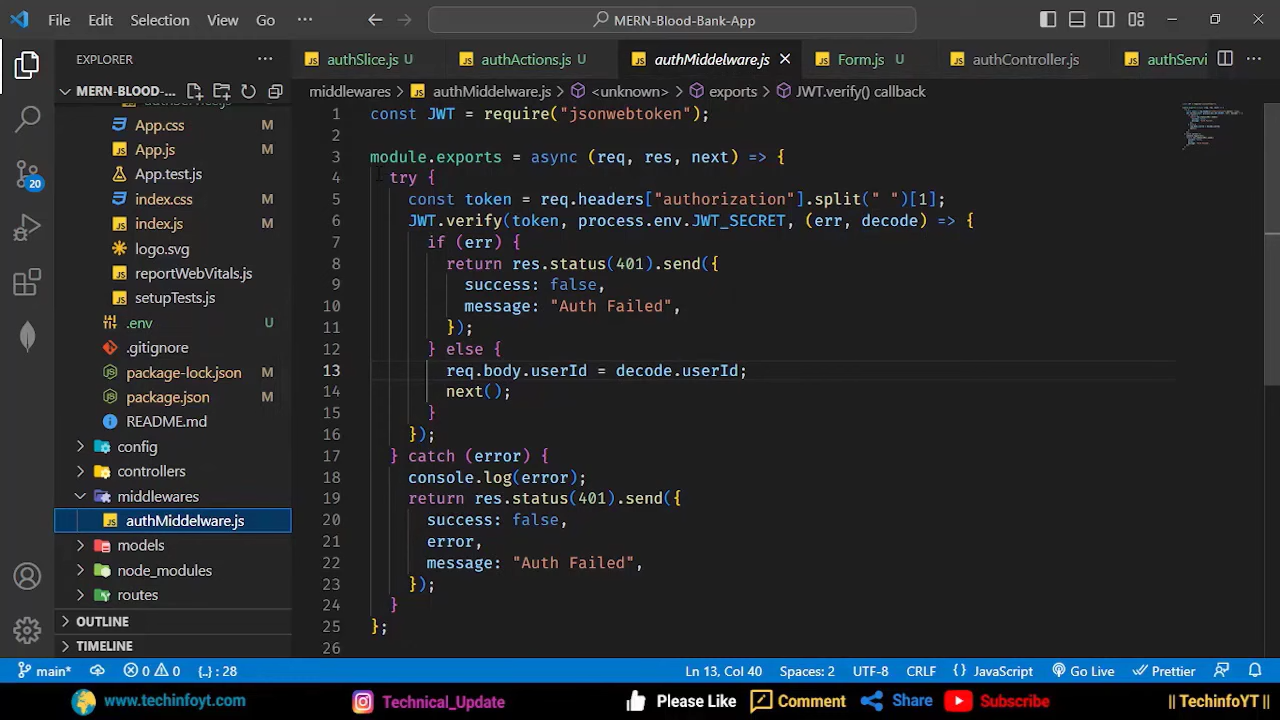 File Edit Selection View Go ··· MERN-Blood-Bank-App
EXPLORER ···
authSlice.js U authActions.js U authMiddelware.js Form.js U authController.js authServi ···
MERN-BLOOD-...
middlewares > authMiddelware.js > <unknown> > exports > JWT.verify() callback
authService.js
App.css M
App.js M
App.test.js
index.css M
index.js M
logo.svg
reportWebVitals.js M
setupTests.js M
.env U
.gitignore
package-lock.json M
package.json M
README.md
config
controllers
middlewares
authMiddelware.js
models
node_modules
routes
OUTLINE
TIMELINE
20
1 const JWT = require("jsonwebtoken");
2
3 module.exports = async (req, res, next) => {
4 try {
5 const token = req.headers["authorization"].split(" ")[1];
6 JWT.verify(token, process.env.JWT_SECRET, (err, decode) => {
7 if (err) {
8 return res.status(401).send({
9 success: false,
10 message: "Auth Failed",
11 });
12 } else {
13 req.body.userId = decode.userId;
14 next();
15 }
16 });
17 } catch (error) {
18 console.log(error);
19 return res.status(401).send({
20 success: false,
21 error,
22 message: "Auth Failed",
23 });
24 }
25 };
26
main* 0 0 {..} : 28 Ln 13, Col 40 Spaces: 2 UTF-8 CRLF {} JavaScript Go Live Prettier
www.techinfoyt.com Technical_Update Please Like Comment Share Subscribe || TechinfoYT ||